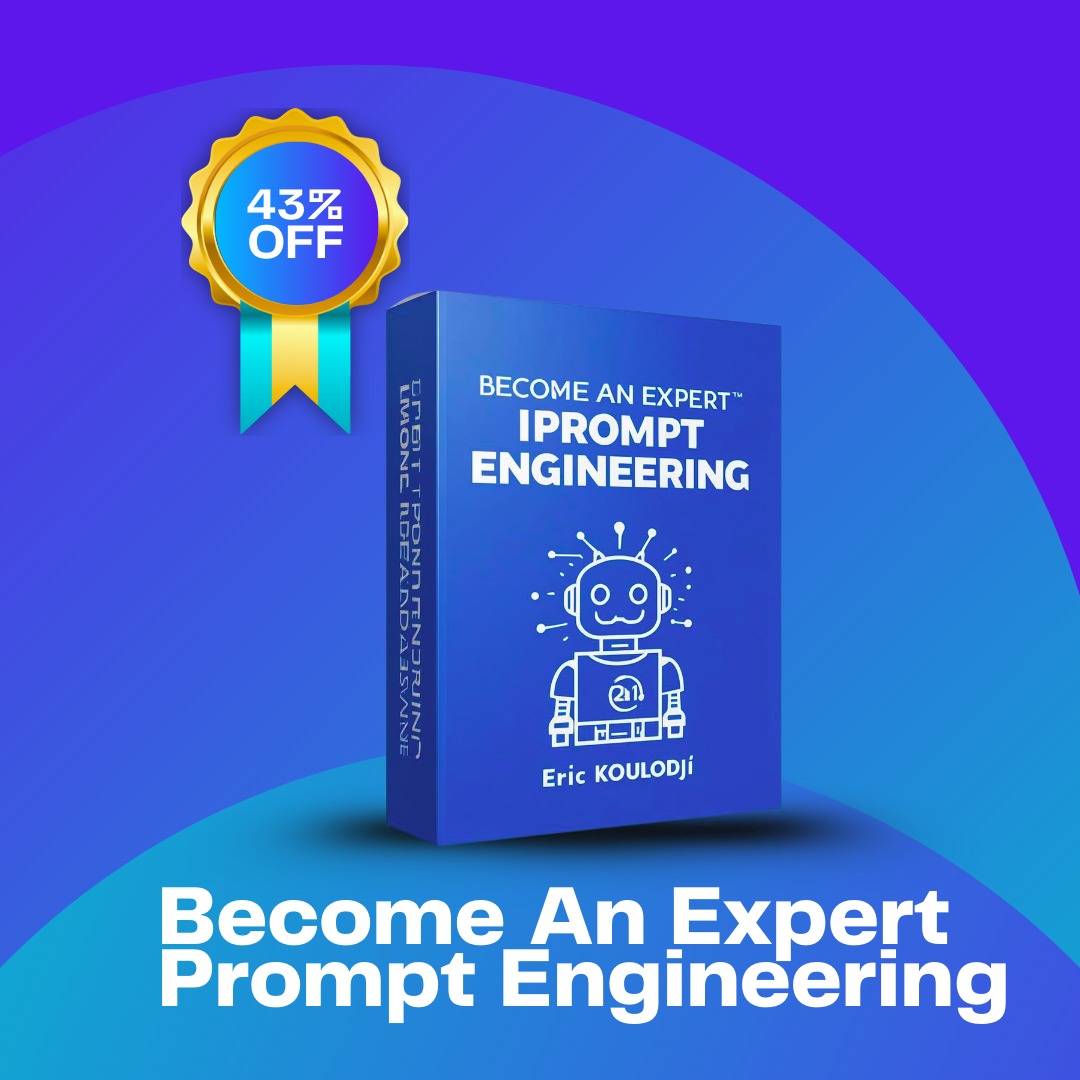 43%
OFF
BECOME AN EXPERT™
IPROMPT
ENGINEERING
Eric KOULODJí
Become An Expert
Prompt Engineering